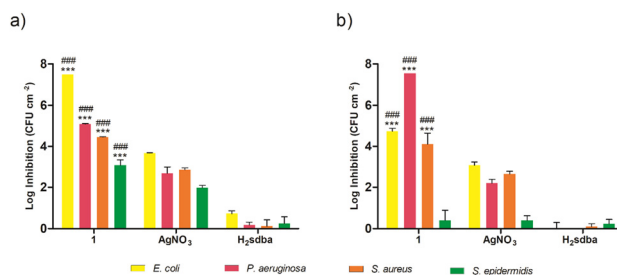 a)
b)
Log Inhibition (CFU cm⁻²)
8
6
4
2
0
###
***
###
***
###
***
###
***
1
AgNO₃
H₂sdba
Log Inhibition (CFU cm⁻²)
8
6
4
2
0
###
***
###
***
###
***
1
AgNO₃
H₂sdba
E. coli
P. aeruginosa
S. aureus
S. epidermidis